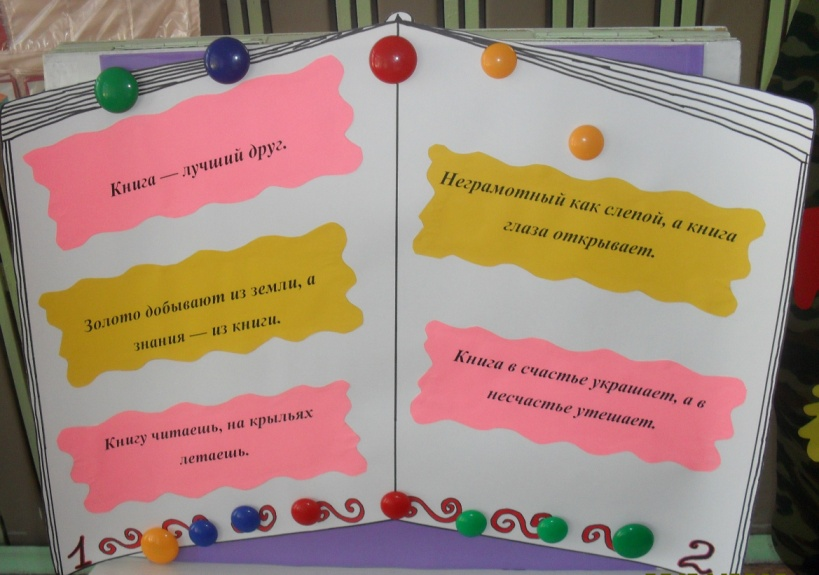 Книга — лучший друг.
Золото добывают из земли, а
знания — из книги.
Книгу читаешь, на крыльях
летаешь.
1
Неграмотный как слепой, а книга
глаза открывает.
Книга в счастье украшает, а в
несчастье утешает.
2